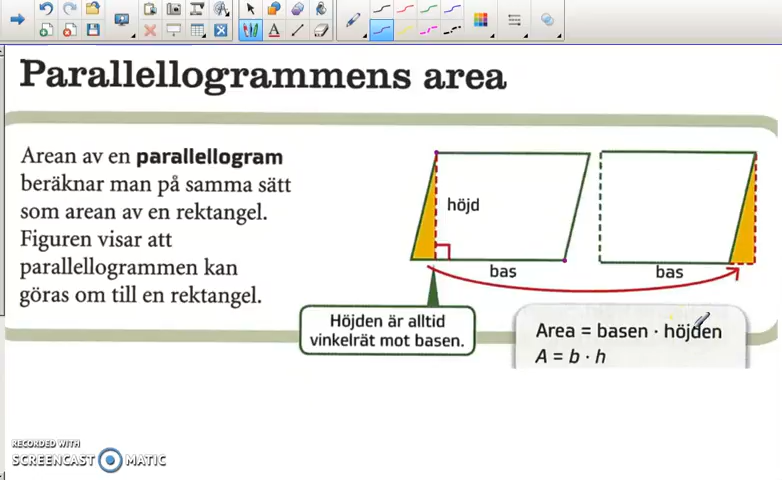 Parallellogrammens area
Arean av en parallellogram
beräknar man på samma sätt
som arean av en rektangel.
Figuren visar att
parallellogrammen kan
göras om till en rektangel.
höjd
bas
bas
Höjden är alltid
vinkelrät mot basen.
Area = basen · höjden
A = b · h
RECORDED WITH
SCREENCAST MATIC